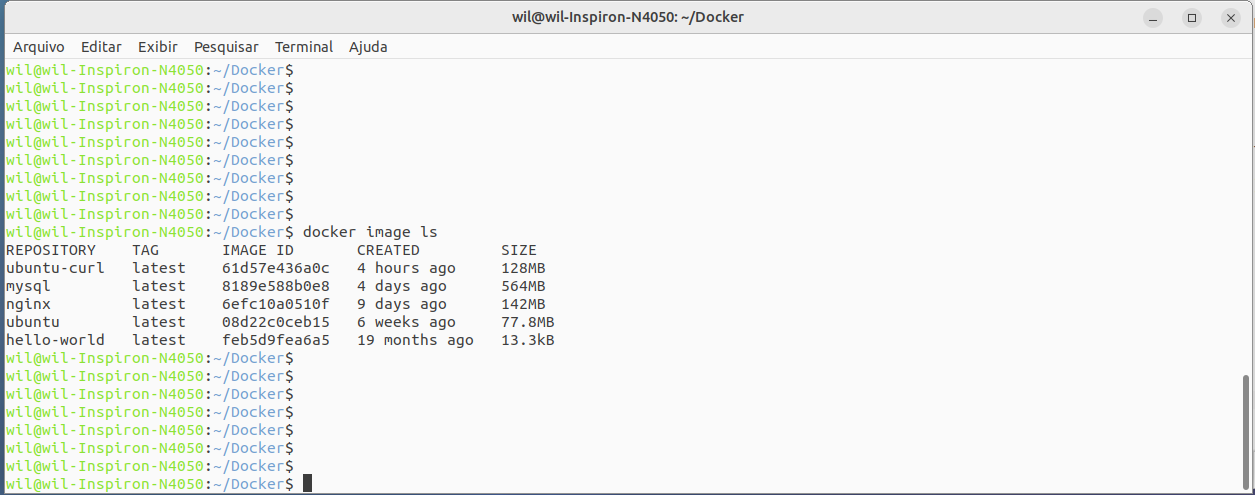 wil@wil-Inspiron-N4050: ~/Docker
Arquivo Editar Exibir Pesquisar Terminal Ajuda
wil@wil-Inspiron-N4050:~/Docker$
wil@wil-Inspiron-N4050:~/Docker$
wil@wil-Inspiron-N4050:~/Docker$
wil@wil-Inspiron-N4050:~/Docker$
wil@wil-Inspiron-N4050:~/Docker$
wil@wil-Inspiron-N4050:~/Docker$
wil@wil-Inspiron-N4050:~/Docker$
wil@wil-Inspiron-N4050:~/Docker$
wil@wil-Inspiron-N4050:~/Docker$
wil@wil-Inspiron-N4050:~/Docker$ docker image ls
REPOSITORY    TAG       IMAGE ID       CREATED         SIZE
ubuntu-curl   latest    61d57e436a0c   4 hours ago     128MB
mysql         latest    8189e588b0e8   4 days ago      564MB
nginx         latest    6efc10a0510f   9 days ago      142MB
ubuntu        latest    08d22c0ceb15   6 weeks ago     77.8MB
hello-world   latest    feb5d9fea6a5   19 months ago   13.3kB
wil@wil-Inspiron-N4050:~/Docker$
wil@wil-Inspiron-N4050:~/Docker$
wil@wil-Inspiron-N4050:~/Docker$
wil@wil-Inspiron-N4050:~/Docker$
wil@wil-Inspiron-N4050:~/Docker$
wil@wil-Inspiron-N4050:~/Docker$
wil@wil-Inspiron-N4050:~/Docker$
wil@wil-Inspiron-N4050:~/Docker$